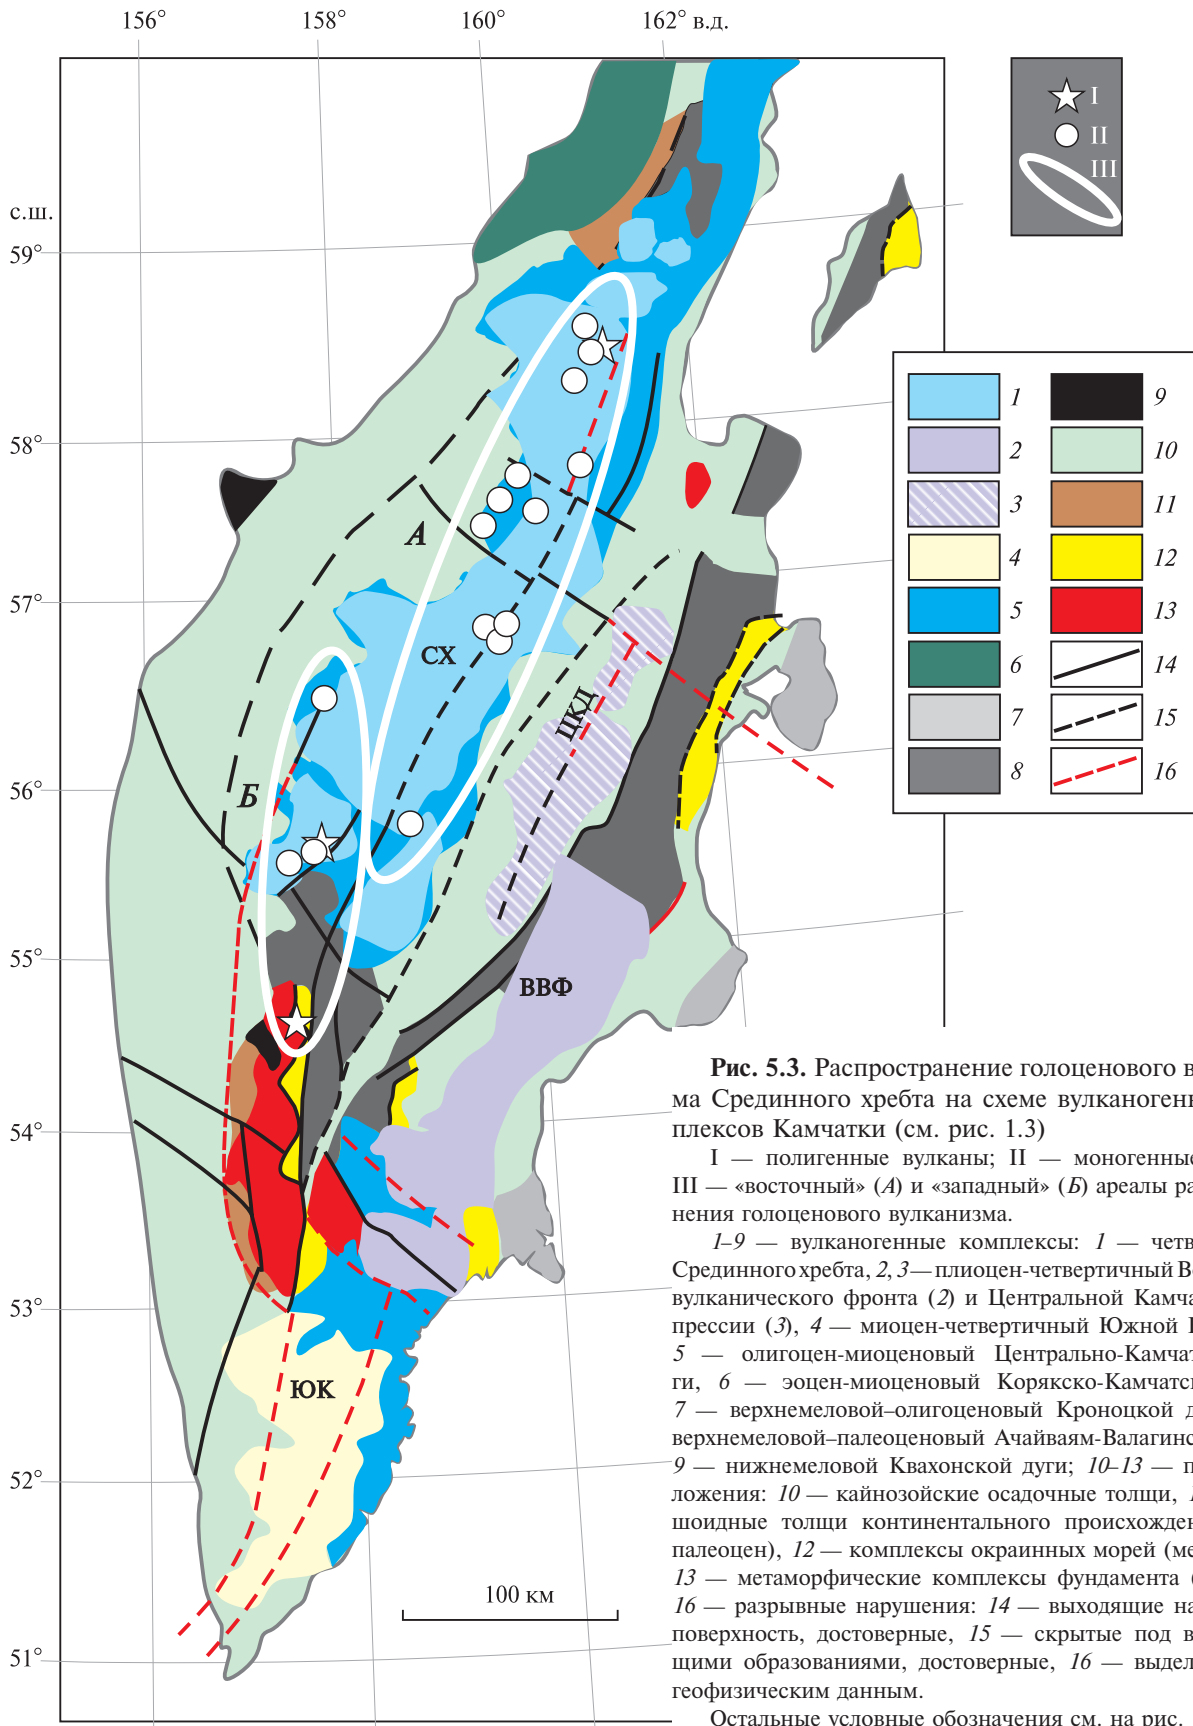 156° 158° 160° 162° в.д.
I
II
III
с.ш.
59°
58°
57°
56°
55°
54°
53°
52°
51°
А
Б
СХ
ЦКД
ВВФ
ЮК
100 км
1 9
2 10
3 11
4 12
5 13
6 14
7 15
8 16
Рис. 5.3. Распространение голоценового в
ма Срединного хребта на схеме вулканогенн
плексов Камчатки (см. рис. 1.3)
I — полигенные вулканы; II — моногенные
III — «восточный» (А) и «западный» (Б) ареалы ра
нения голоценового вулканизма.
1–9 — вулканогенные комплексы: 1 — четв
Срединного хребта, 2, 3 — плиоцен-четвертичный Во
вулканического фронта (2) и Центральной Камча
прессии (3), 4 — миоцен-четвертичный Южной
5 — олигоцен-миоценовый Центрально-Камчат
ги, 6 — эоцен-миоценовый Корякско-Камчатс
7 — верхнемеловой–олигоценовый Кроноцкой д
верхнемеловой–палеоценовый Ачайваям-Валагинс
9 — нижнемеловой Квахонской дуги; 10–13 — п
ложения: 10 — кайнозойские осадочные толщи,
шоидные толщи континентального происхожден
палеоцен), 12 — комплексы окраинных морей (ме
13 — метаморфические комплексы фундамента (
16 — разрывные нарушения: 14 — выходящие на
поверхность, достоверные, 15 — скрытые под в
щими образованиями, достоверные, 16 — выдел
геофизическим данным.
Остальные условные обозначения см. на рис.